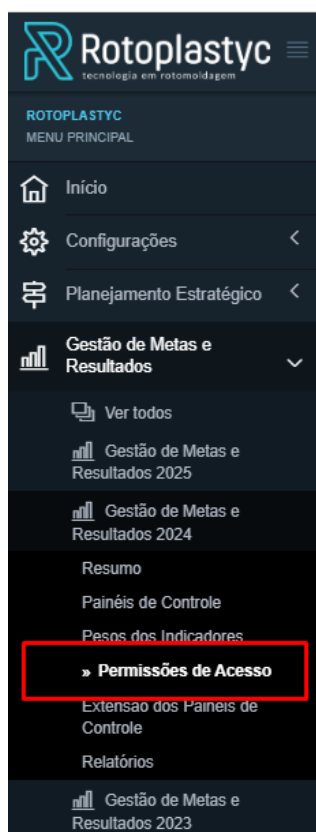 Rotoplastyc
tecnologia em rotomoldagem
ROTOPLASTYC
MENU PRINCIPAL
Início
Configurações
Planejamento Estratégico
Gestão de Metas e
Resultados
Ver todos
Gestão de Metas e
Resultados 2025
Gestão de Metas e
Resultados 2024
Resumo
Painéis de Controle
Pesos dos Indicadores
» Permissões de Acesso
Extensão dos Painéis de
Controle
Relatórios
Gestão de Metas e
Resultados 2023